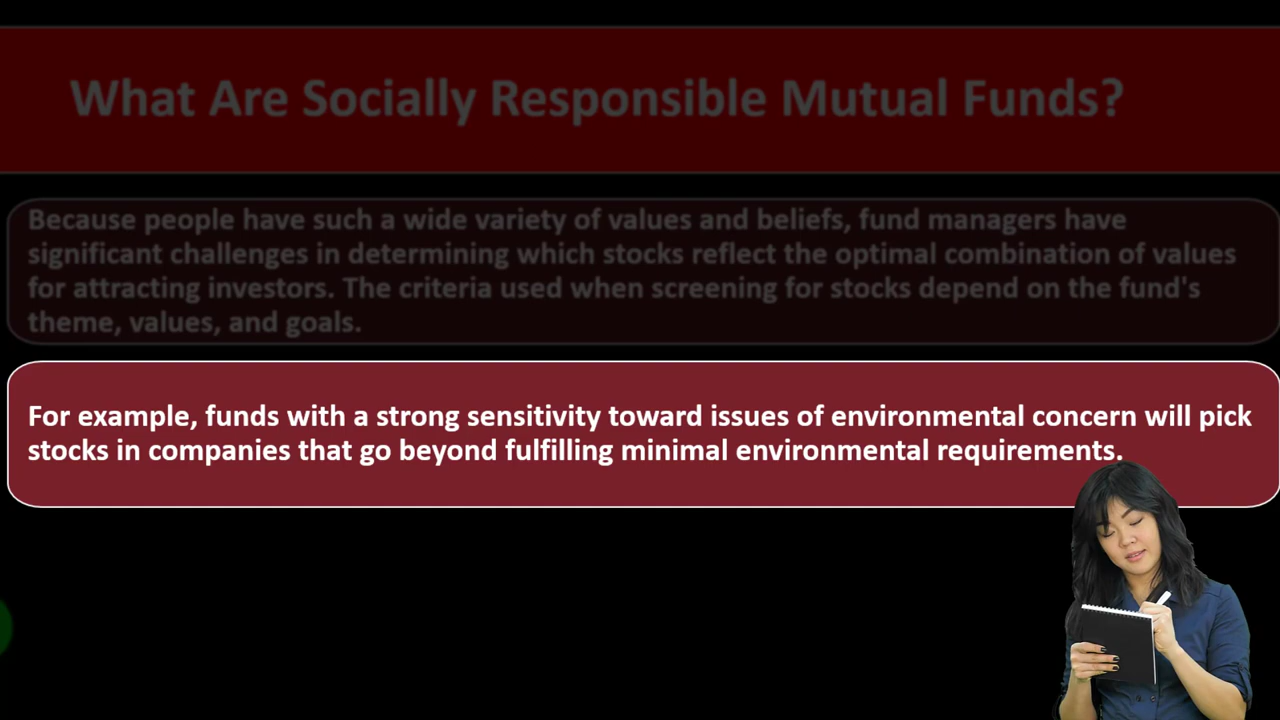 What Are Socially Responsible Mutual Funds?
Because people have such a wide variety of values and beliefs, fund managers have
significant challenges in determining which stocks reflect the optimal combination of values
for attracting investors. The criteria used when screening for stocks depend on the fund's
theme, values, and goals.
For example, funds with a strong sensitivity toward issues of environmental concern will pick
stocks in companies that go beyond fulfilling minimal environmental requirements.